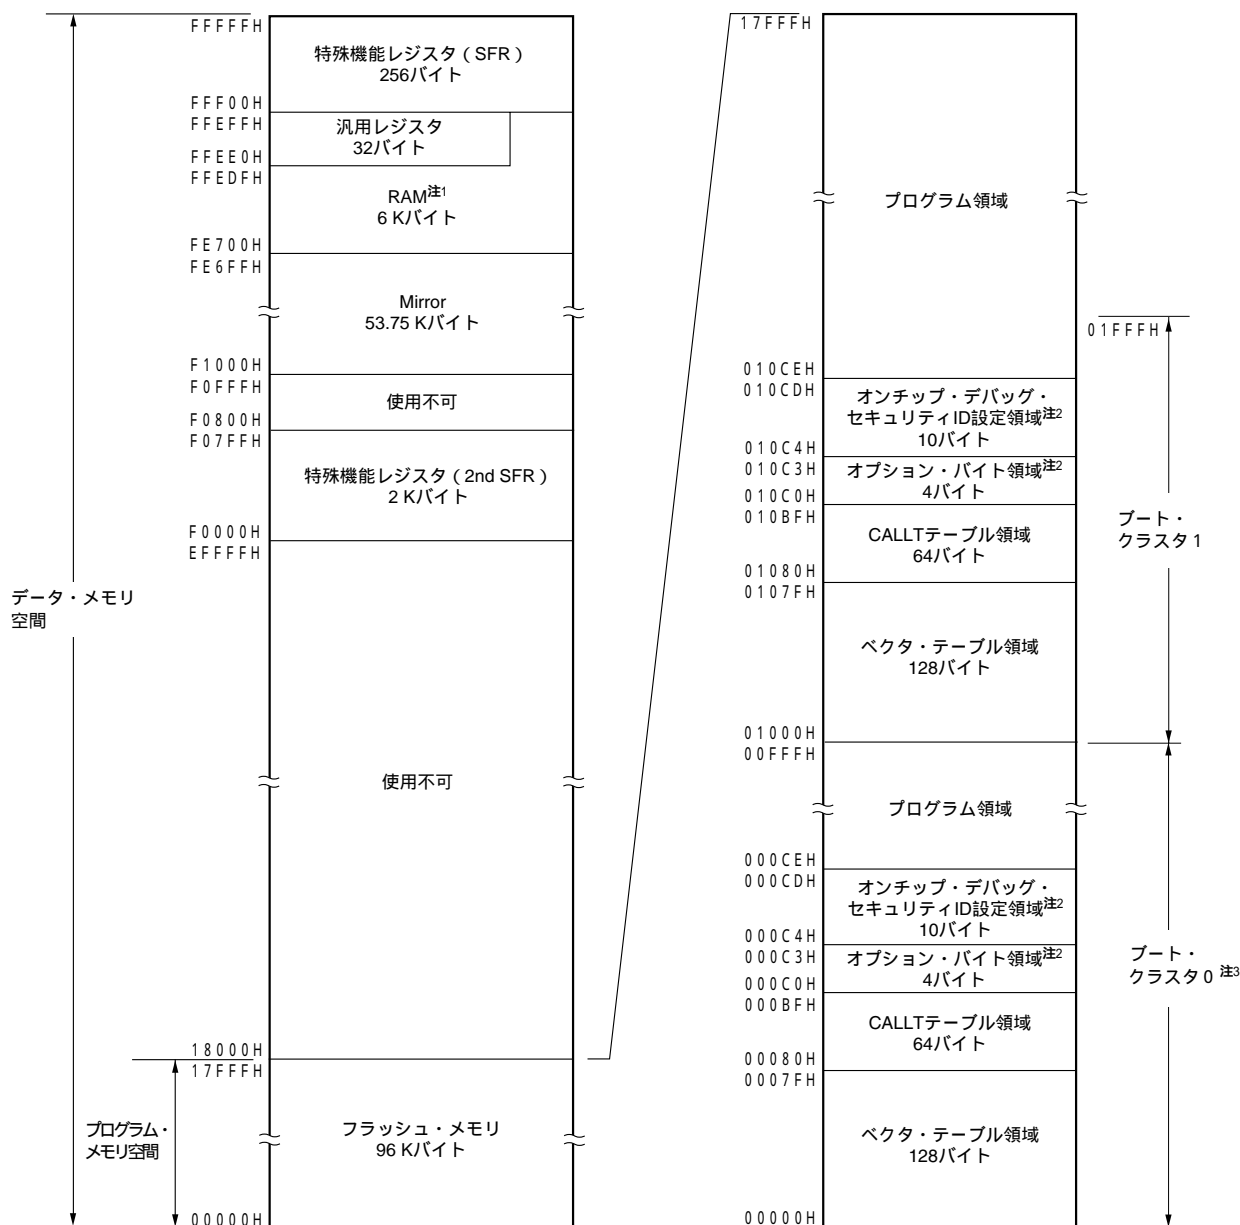 FFFFFH
特殊機能レジスタ（SFR）
256バイト
FFF00H
FFEFFH
汎用レジスタ
32バイト
FFEE0H
FFEDFH
RAM注1
6 Kバイト
FE700H
FE6FFH
Mirror
53.75 Kバイト
F1000H
F0FFFH
使用不可
F0800H
F07FFH
特殊機能レジスタ（2nd SFR）
2 Kバイト
F0000H
EFFFFH
データ・メモリ
空間
使用不可
18000H
17FFFH
プログラム・
メモリ空間
フラッシュ・メモリ
96 Kバイト
00000H
17FFFH
プログラム領域
01FFFH
010CEH
010CDH
オンチップ・デバッグ・
セキュリティID設定領域注2
10バイト
010C4H
010C3H
オプション・バイト領域注2
4バイト
010C0H
010BFH
CALLTテーブル領域
64バイト
ブート・
クラスタ1
01080H
0107FH
ベクタ・テーブル領域
128バイト
01000H
00FFFH
プログラム領域
000CEH
000CDH
オンチップ・デバッグ・
セキュリティID設定領域注2
10バイト
000C4H
000C3H
オプション・バイト領域注2
4バイト
ブート・
クラスタ0 注3
000C0H
000BFH
CALLTテーブル領域
64バイト
00080H
0007FH
ベクタ・テーブル領域
128バイト
00000H